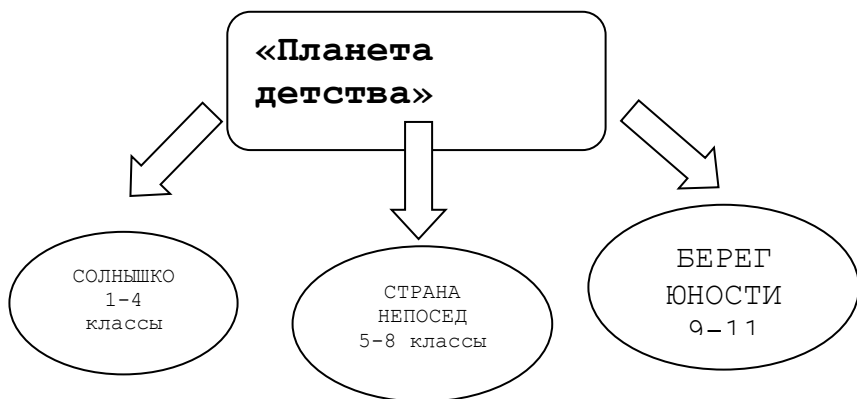 «Планета
детства»
СОЛНЫШКО
1-4
классы
СТРАНА
НЕПОСЕД
5-8 классы
БЕРЕГ
ЮНОСТИ
9-11